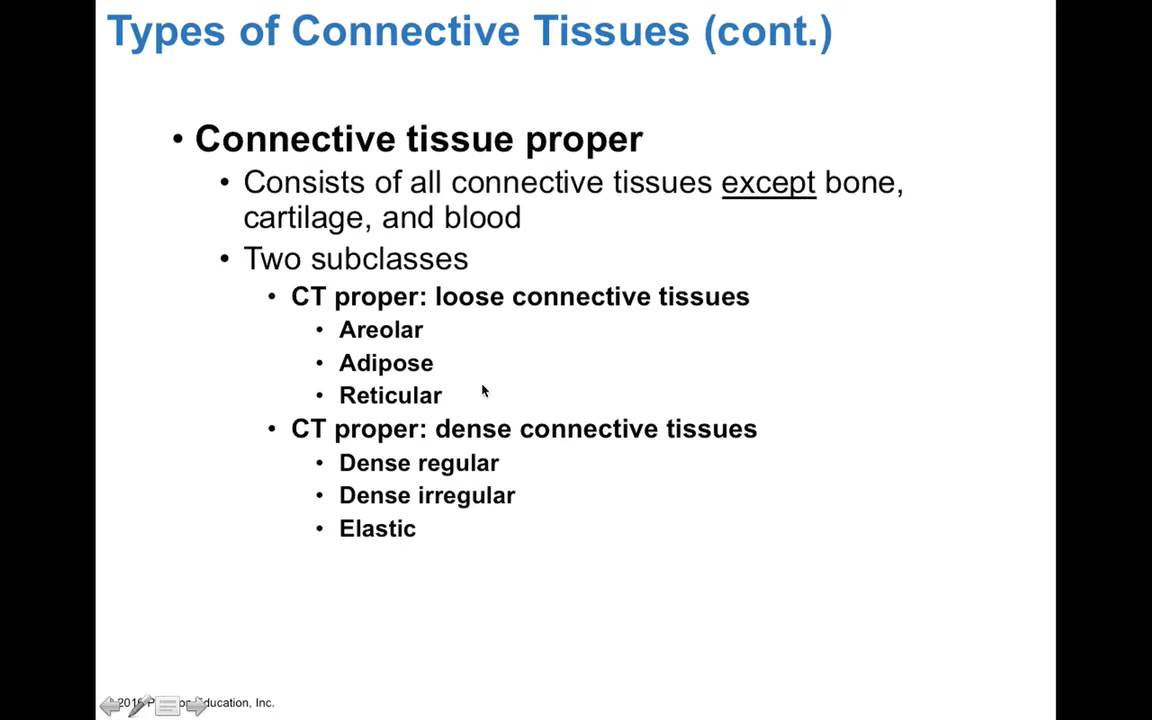 Types of Connective Tissues (cont.)
• Connective tissue proper
• Consists of all connective tissues except bone,
cartilage, and blood
• Two subclasses
• CT proper: loose connective tissues
• Areolar
• Adipose
• Reticular
• CT proper: dense connective tissues
• Dense regular
• Dense irregular
• Elastic
Education, Inc.